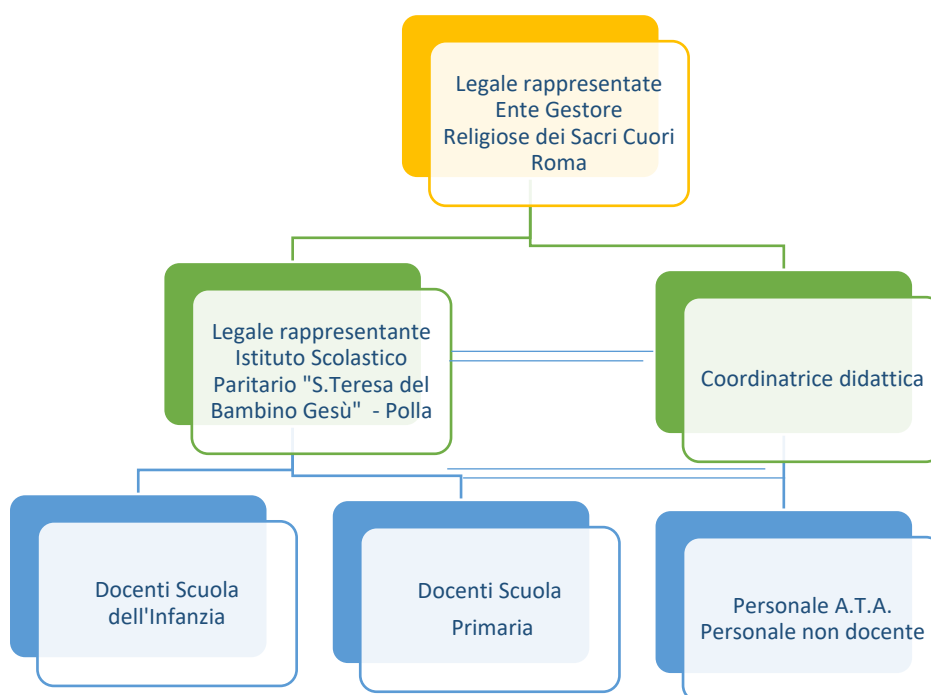 Legale rappresentate
Ente Gestore
Religiose dei Sacri Cuori
Roma
Legale rappresentante
Istituto Scolastico
Paritario "S.Teresa del
Bambino Gesù" - Polla
Coordinatrice didattica
Docenti Scuola
dell'Infanzia
Docenti Scuola
Primaria
Personale A.T.A.
Personale non docente